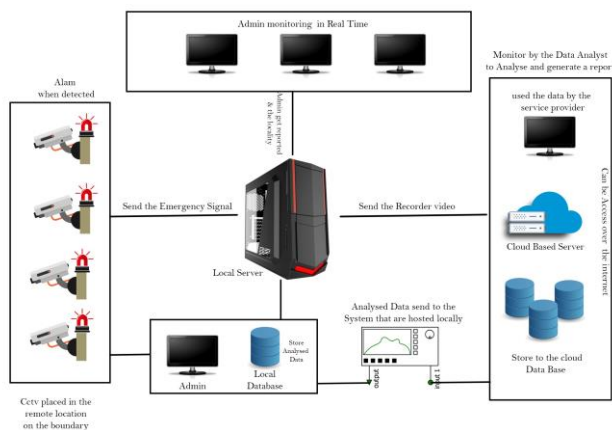 Admin monitoring in Real Time
Monitor by the Data Analyst
to Analyse and generate a repor
Alam
when detected
Admin get reported
& the locality
used the data by the
service provider
Can be Access over the internet
Send the Emergency Signal
Send the Recorder video
Cloud Based Server
Local Server
Analysed Data send to the
System that are hosted locally
Store
Analysed
Data
Store to the cloud
Data Base
Admin
Local
Database
output
input 1
Cctv placed in the
remote location
on the boundary